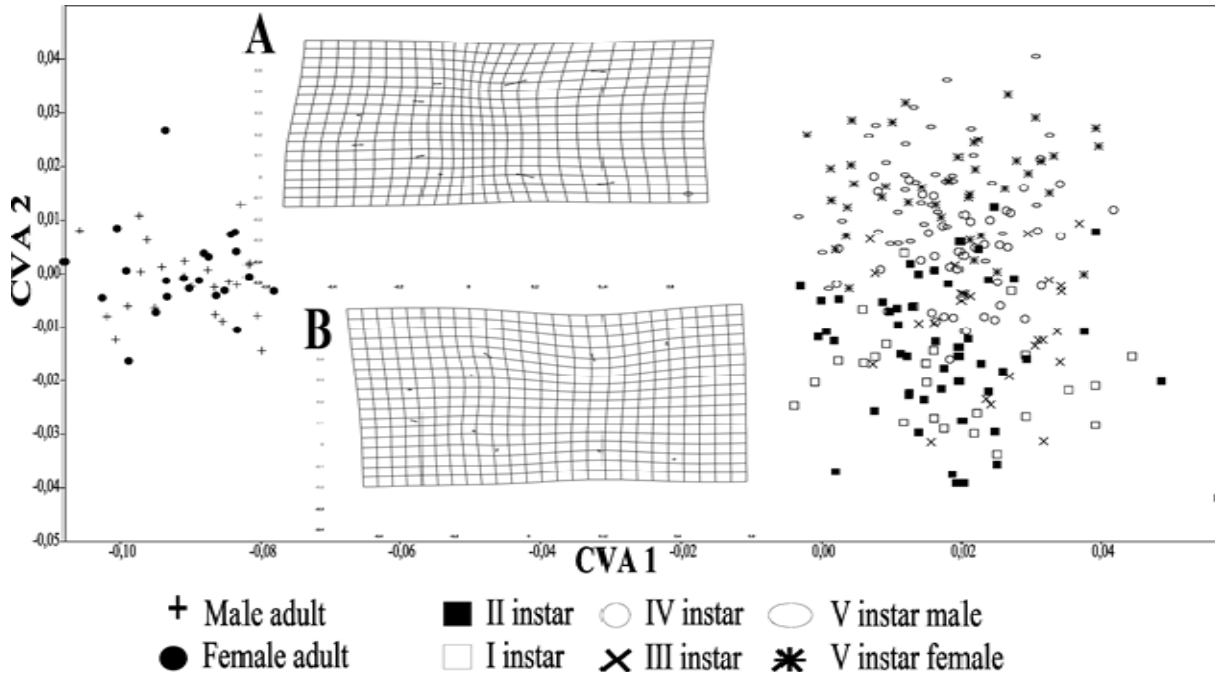 A
B
CVA 2
0,04
0,03
0,02
0,01
0,00
-0,01
-0,02
-0,03
-0,04
-0,05
-0,10
-0,08
-0,06
-0,04
-0,02
0,00
0,02
0,04
CVA 1
Male adult
II instar
IV instar
V instar male
Female adult
I instar
III instar
V instar female